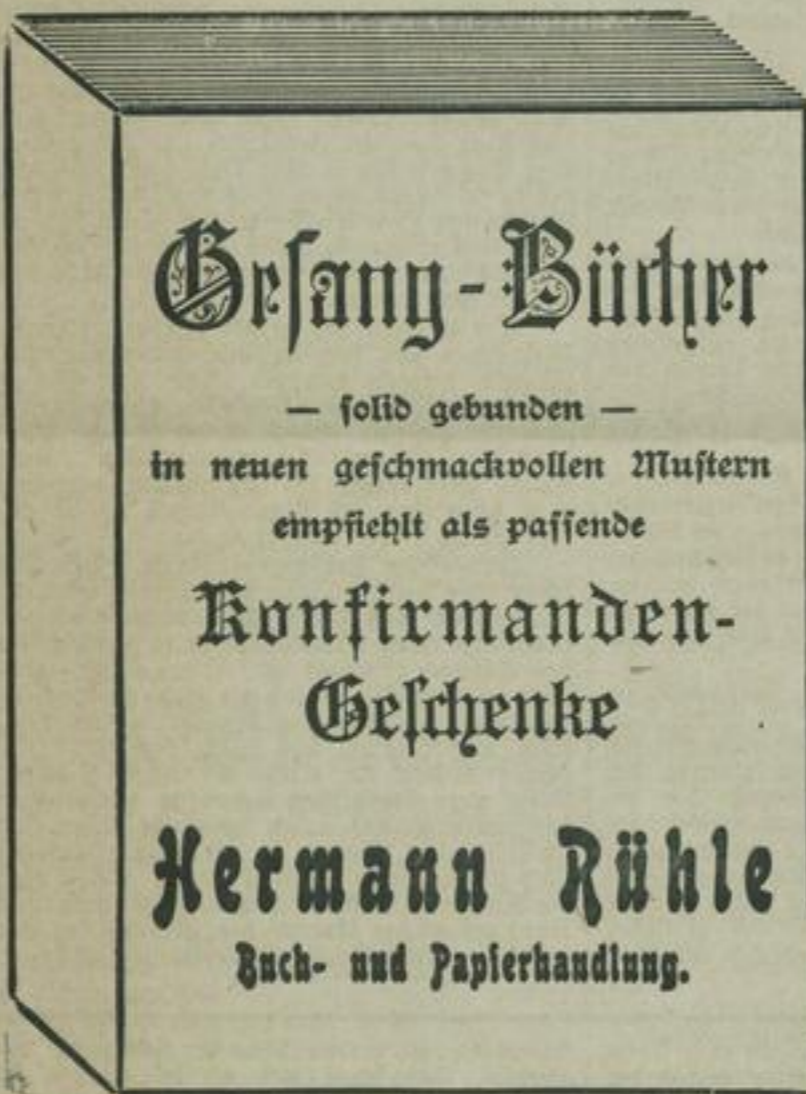 Gesang-Bücher
— solid gebunden —
in neuen geschmackvollen Mustern
empfiehlt als passende
Konfirmanden-
Geschenke
Hermann Rühle
Buch- und Papierhandlung.